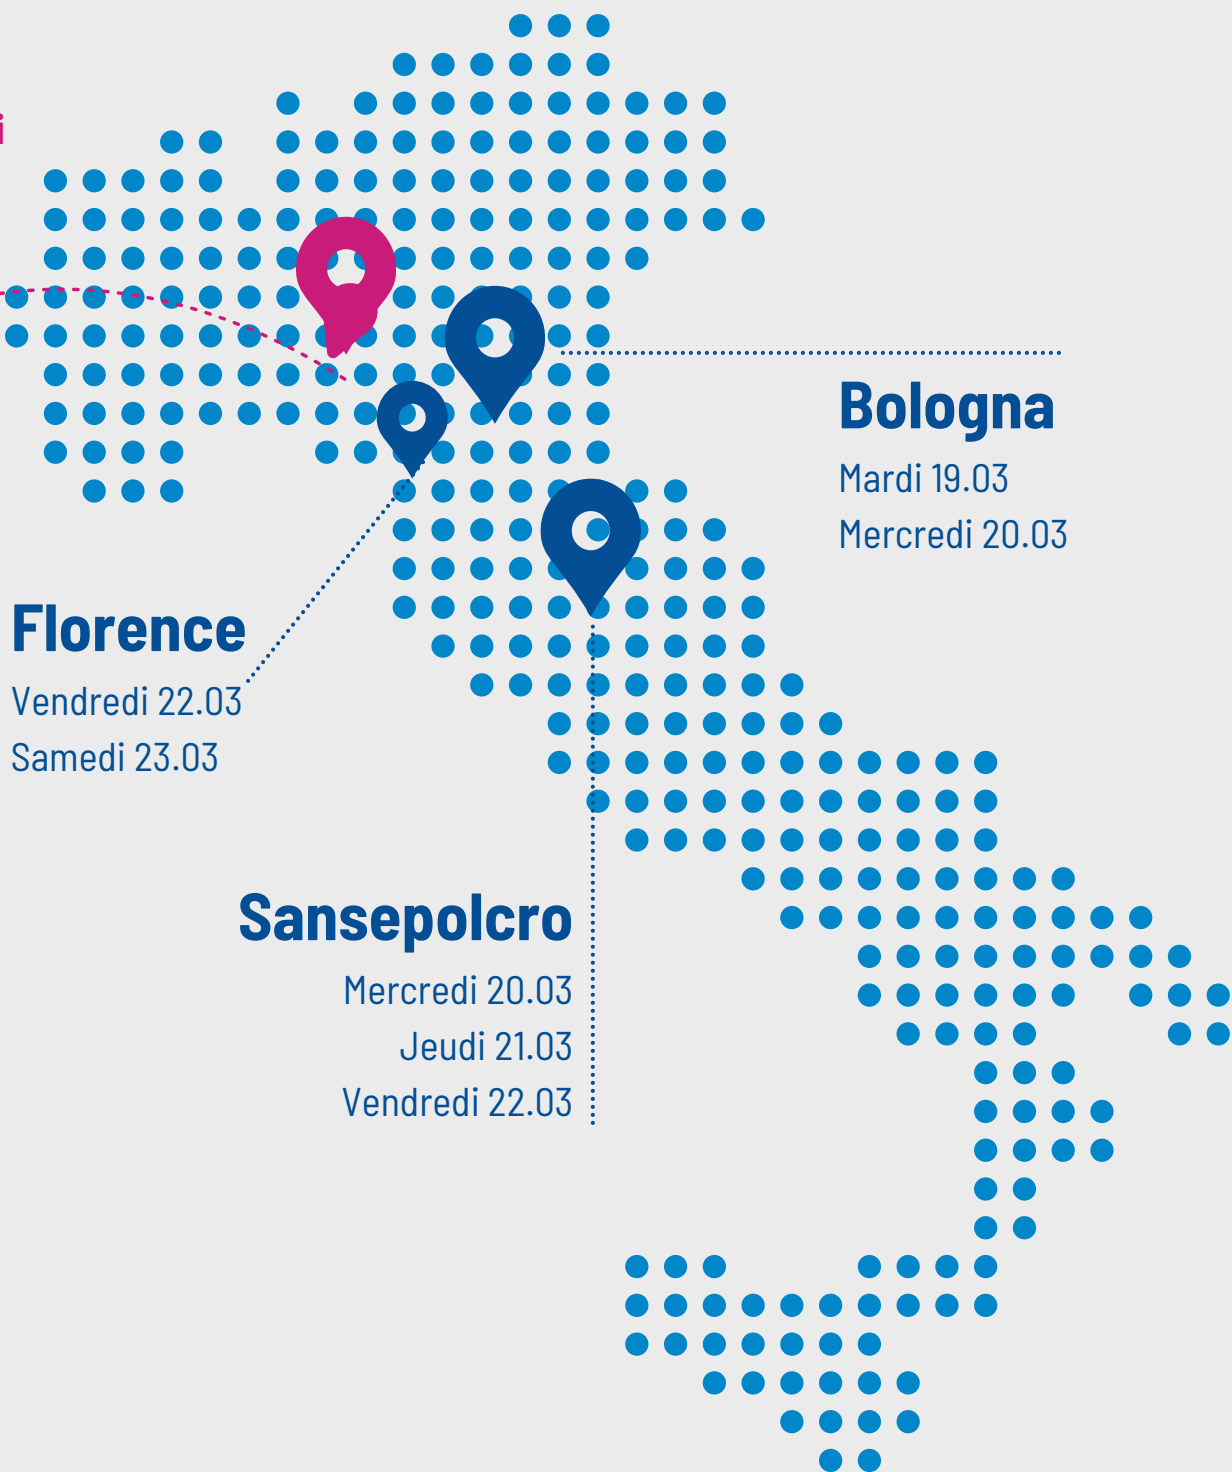 i
Bologna
Mardi 19.03
Mercredi 20.03
Florence
Vendredi 22.03
Samedi 23.03
Sansepolcro
Mercredi 20.03
Jeudi 21.03
Vendredi 22.03